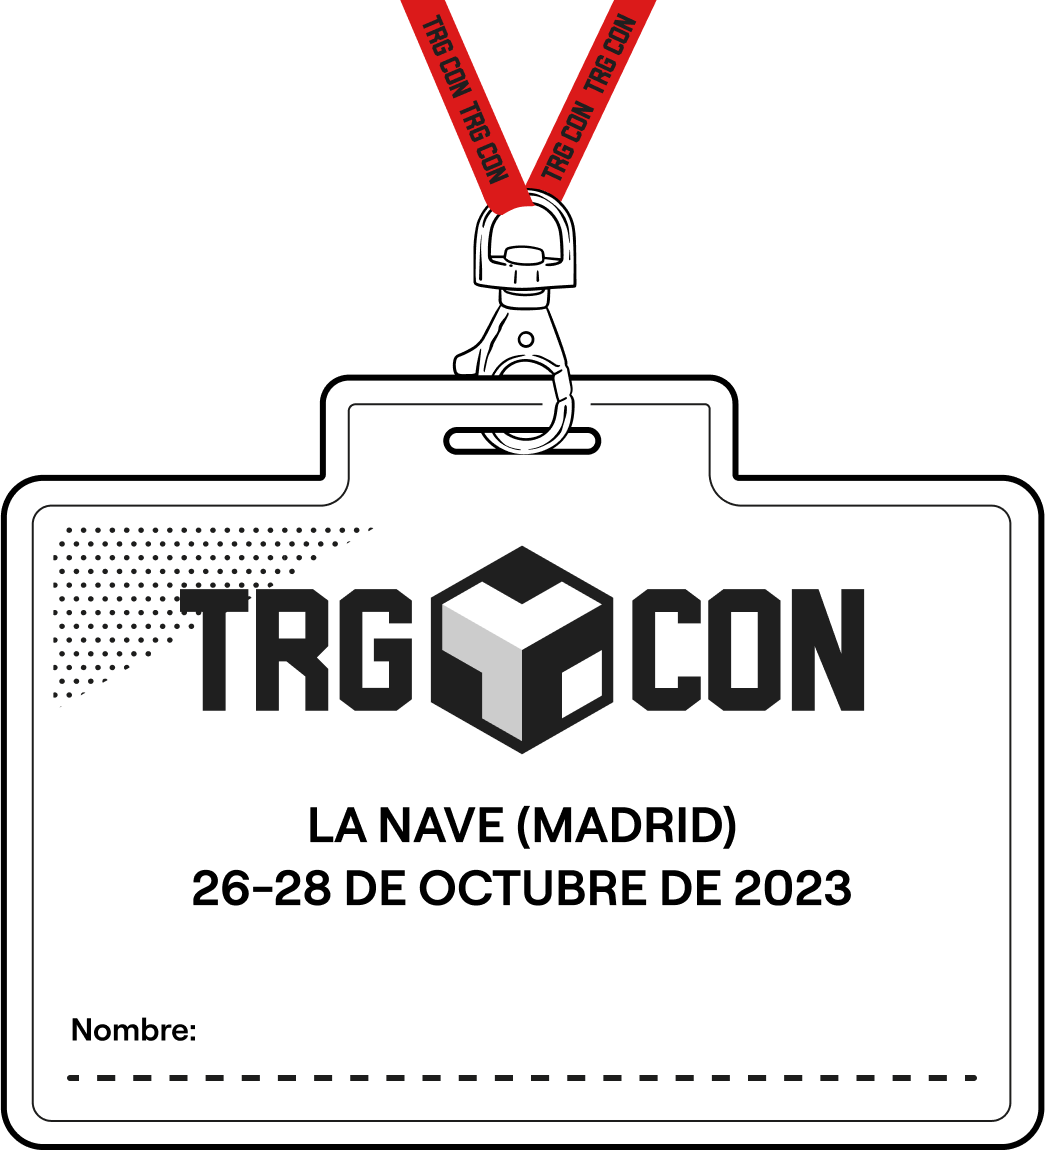 TRG CON TRG CON
TRG CON TRG CON
TRG CON
LA NAVE (MADRID)
26-28 DE OCTUBRE DE 2023
Nombre: